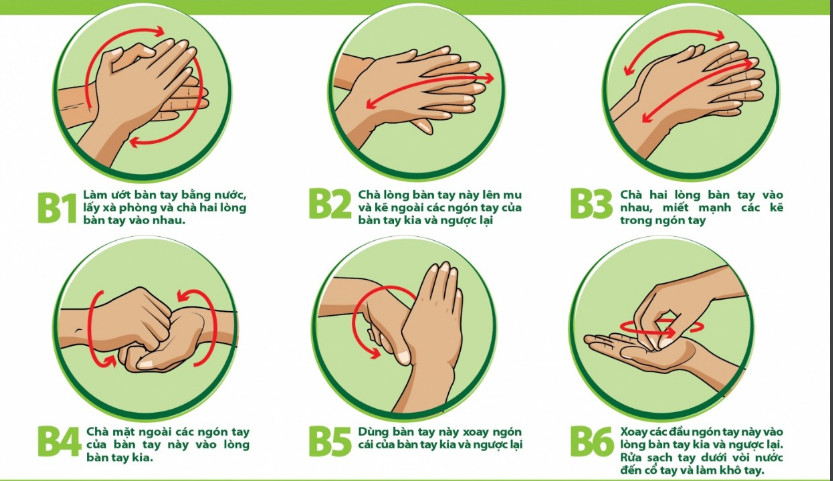 B1 Làm ướt bàn tay bằng nước,
lấy xà phòng và chà hai lòng
bàn tay vào nhau.
B2 Chà lòng bàn tay này lên mu
và kẽ ngoài các ngón tay của
bàn tay kia và ngược lại
B3 Chà hai lòng bàn tay vào
nhau, miết mạnh các kẽ
trong ngón tay
B4 Chà mặt ngoài các ngón tay
của bàn tay này vào lòng
bàn tay kia.
B5 Dùng bàn tay này xoay ngón
cái của bàn tay kia và ngược lại
B6 Xoay các đầu ngón tay này vào
lòng bàn tay kia và ngược lại.
Rửa sạch tay dưới vòi nước
đến cổ tay và làm khô tay.